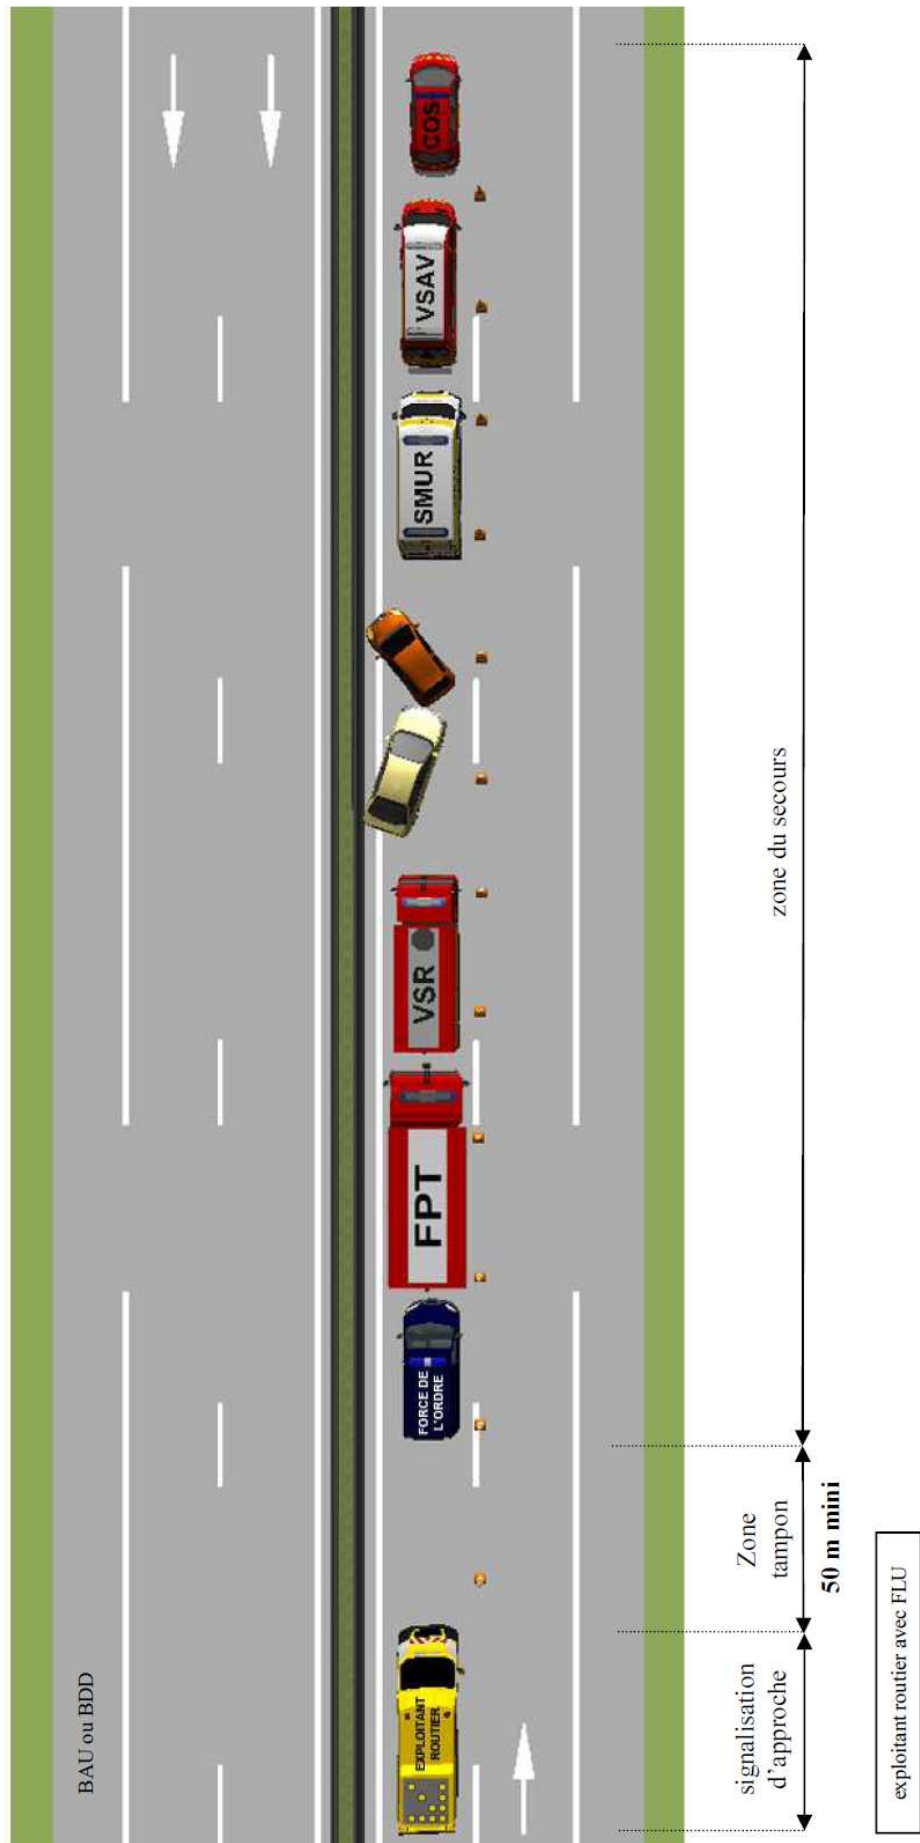 BAU ou BDD
EXPLOITANT
ROUTIER
FORCE DE
L'ORDRE
FPT
VSR
SMUR
VSAV
COS
signalisation
d'approche
Zone
tampon
50 m mini
zone du secours
exploitant routier avec FLU